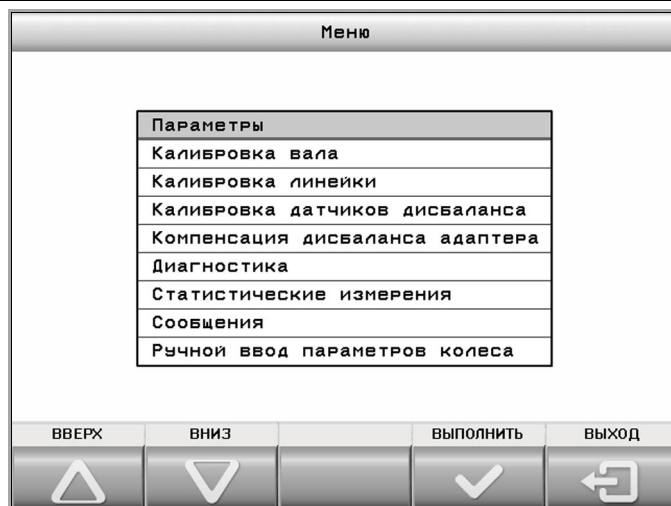 Меню
Параметры
Калибровка вала
Калибровка линейки
Калибровка датчиков дисбаланса
Компенсация дисбаланса адаптера
Диагностика
Статистические измерения
Сообщения
Ручной ввод параметров колеса
ВВЕРХ ВНИЗ ВЫПОЛНИТЬ ВЫХОД